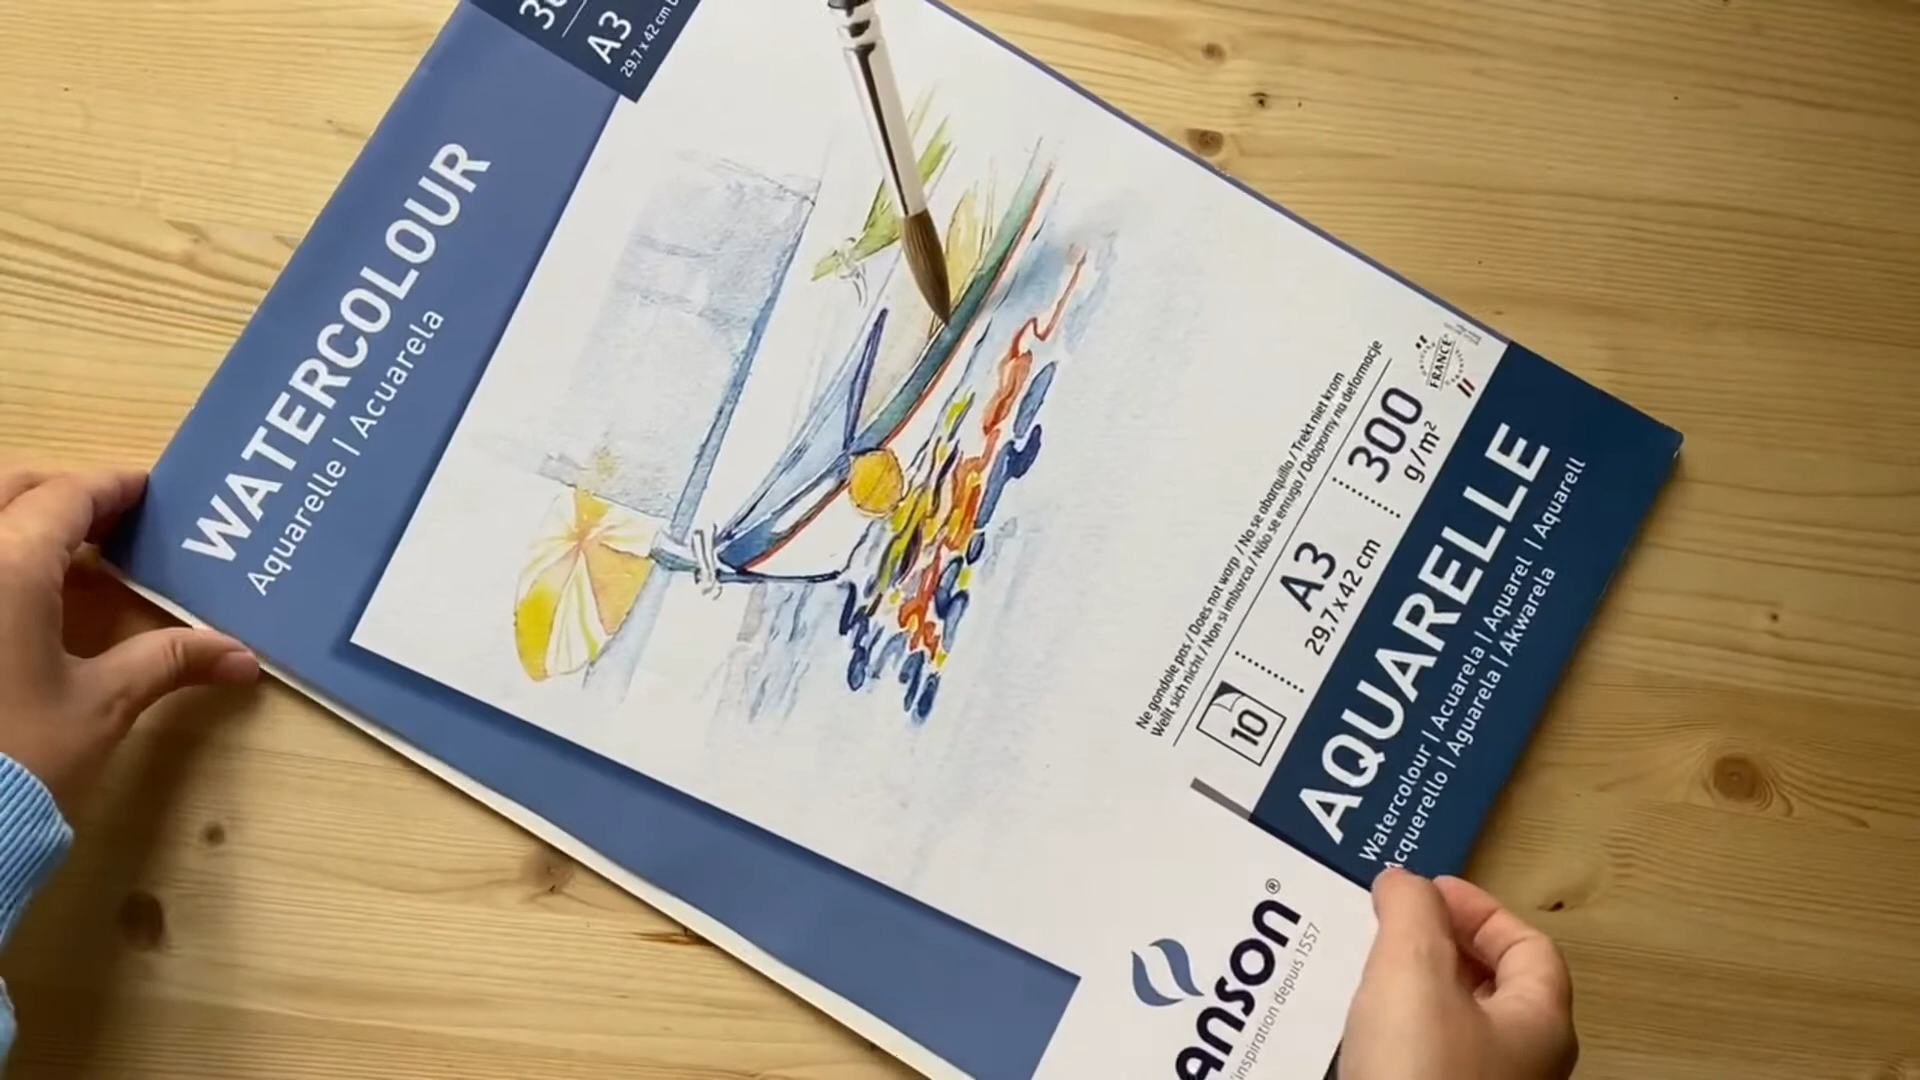 A3
29,7 x 42 cm
WATERCOLOUR
Aquarelle | Acuarela
Ne gondole pas / Does not warp / No se abarquilla / Trekt niet krom
Wellt sich nicht / Non si imbarca / Não se enruga / Odporny na deformacje
10
A3
29,7 x 42 cm
300
g/m²
FRANCE
AQUARELLE
Watercolour | Acuarela | Aquarel | Aquarell
Acquerello | Aguarela | Akwarela
anson®
inspiration depuis 1557